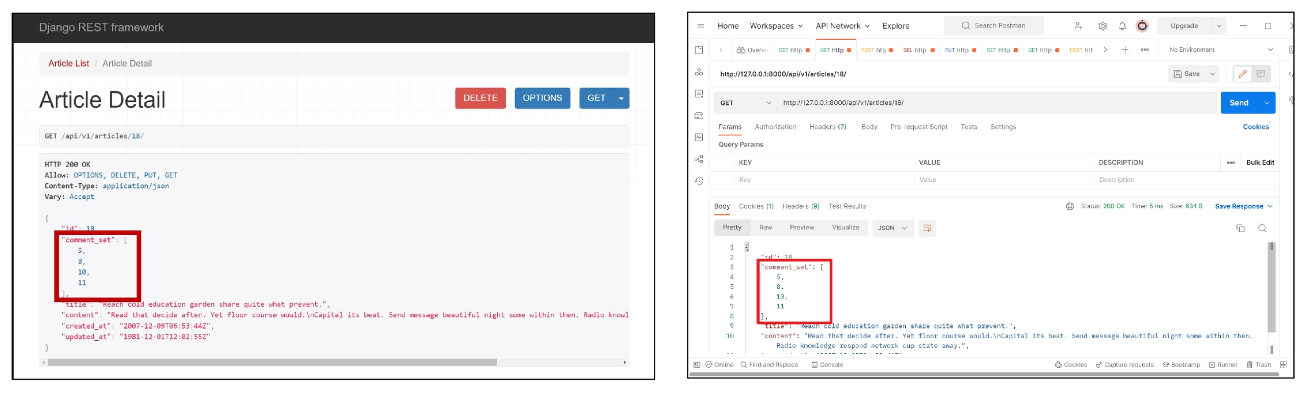 Django REST framework
Article List / Article Detail
Article Detail
DELETE OPTIONS GET
GET /api/v1/articles/18/
HTTP 200 OK
Allow: OPTIONS, DELETE, PUT, GET
Content-Type: application/json
Vary: Accept
{
"id": 18,
"comment_set": [
5,
8,
10,
11
],
"title": "Reach cold education garden share quite what prevent.",
"content": "Read that decide after. Yet floor course would.\nCapital its beat. Send message beautiful night some within then. Radio knowl
"created_at": "2007-12-09T06:53:44Z",
"updated_at": "1981-12-01T12:02:55Z"
}
Home Workspaces API Network Explore Search Postman Upgrade
Overvi GET http GET http POST http DEL http PUT http GET http GET http POST htt No Environment
http://127.0.0.1:8000/api/v1/articles/18/ Save
GET http://127.0.0.1:8000/api/v1/articles/18/ Send
Params Authorization Headers (7) Body Pre-request Script Tests Settings Cookies
Query Params
KEY VALUE DESCRIPTION Bulk Edit
Key Value Description
Body Cookies (1) Headers (9) Test Results Status: 200 OK Time: 5 ms Size: 634 B Save Response
Pretty Raw Preview Visualize JSON
1 {
2 "id": 18,
3 "comment_set": [
4 5,
5 8,
6 10,
7 11
8 ],
9 "title": "Reach cold education garden share quite what prevent.",
10 "content": "Read that decide after. Yet floor course would.\nCapital its beat. Send message beautiful night some within then.
Radio knowledge respond network cup state away.",
Online Find and Replace Console Cookies Capture requests Bootcamp Runner Trash